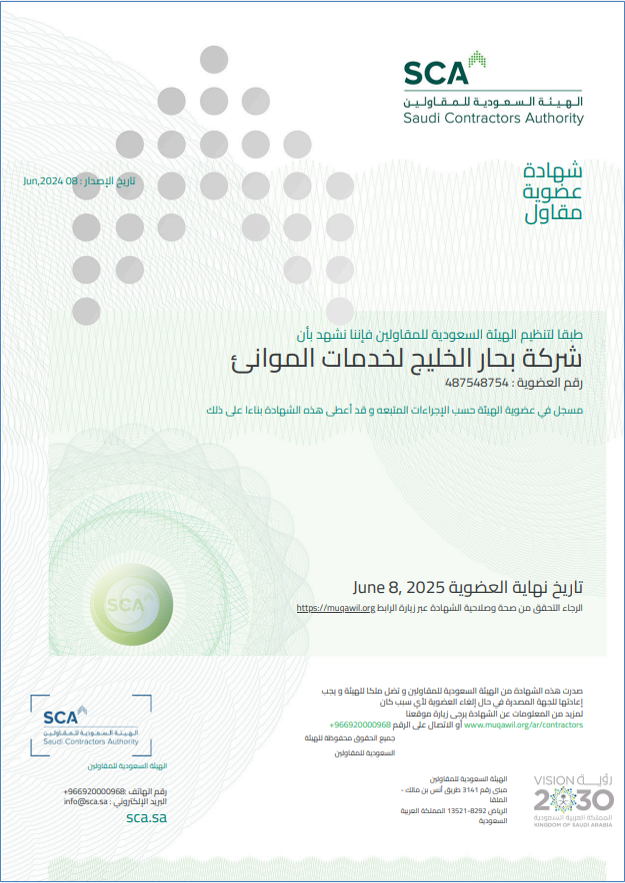 SCA
الهيئة السعودية للمقاولين
Saudi Contractors Authority
شهادة
عضوية
مقاول
تاريخ الإصدار : 08 Jun,2024
طبقا لتنظيم الهيئة السعودية للمقاولين فإننا نشهد بأن
شركة بحار الخليج لخدمات الموانئ
رقم العضوية : 487548754
مسجل في عضوية الهيئة حسب الإجراءات المتبعه و قد أعطى هذه الشهادة بناءا على ذلك
تاريخ نهاية العضوية June 8, 2025
الرجاء التحقق من صحة وصلاحية الشهادة عبر زيارة الرابط https://muqawil.org
SCA
صدرت هذه الشهادة من الهيئة السعودية للمقاولين و تضل ملكا للهيئة و يجب
إعادتها للجهة المصدرة في حال إلغاء العضوية لأي سبب كان
لمزيد من المعلومات عن الشهادة يرجى زيارة موقعنا
www.muqawil.org/ar/contractors أو الاتصال على الرقم 966920000968+
جميع الحقوق محفوظة للهيئة
السعودية للمقاولين
SCA
الهيئة السعودية للمقاولين
Saudi Contractors Authority
الهيئة السعودية للمقاولين
رقم الهاتف :966920000968+
البريد الإلكتروني : info@sca.sa
sca.sa
الهيئة السعودية للمقاولين
مبنى رقم 3141 طريق أنس بن مالك -
الملقا
الرياض 8292-13521 المملكة العربية
السعودية
VISION رؤية
2030
المملكة العربية السعودية
KINGDOM OF SAUDI ARABIA